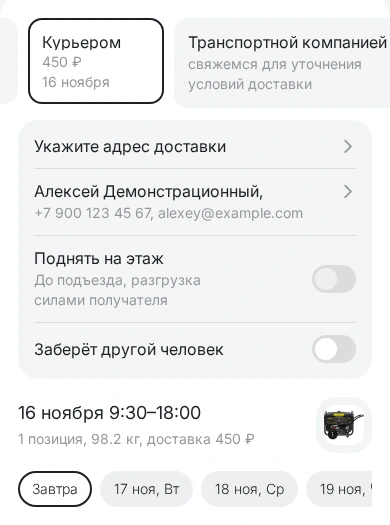 Курьером
450 ₽
16 ноября
Транспортной компанией
свяжемся для уточнения
условий доставки
Укажите адрес доставки
Алексей Демонстрационный,
+7 900 123 45 67, alexey@example.com
Поднять на этаж
До подъезда, разгрузка
силами получателя
Заберёт другой человек
16 ноября 9:30–18:00
1 позиция, 98.2 кг, доставка 450 ₽
Завтра
17 ноя, Вт
18 ноя, Ср
19 ноя,